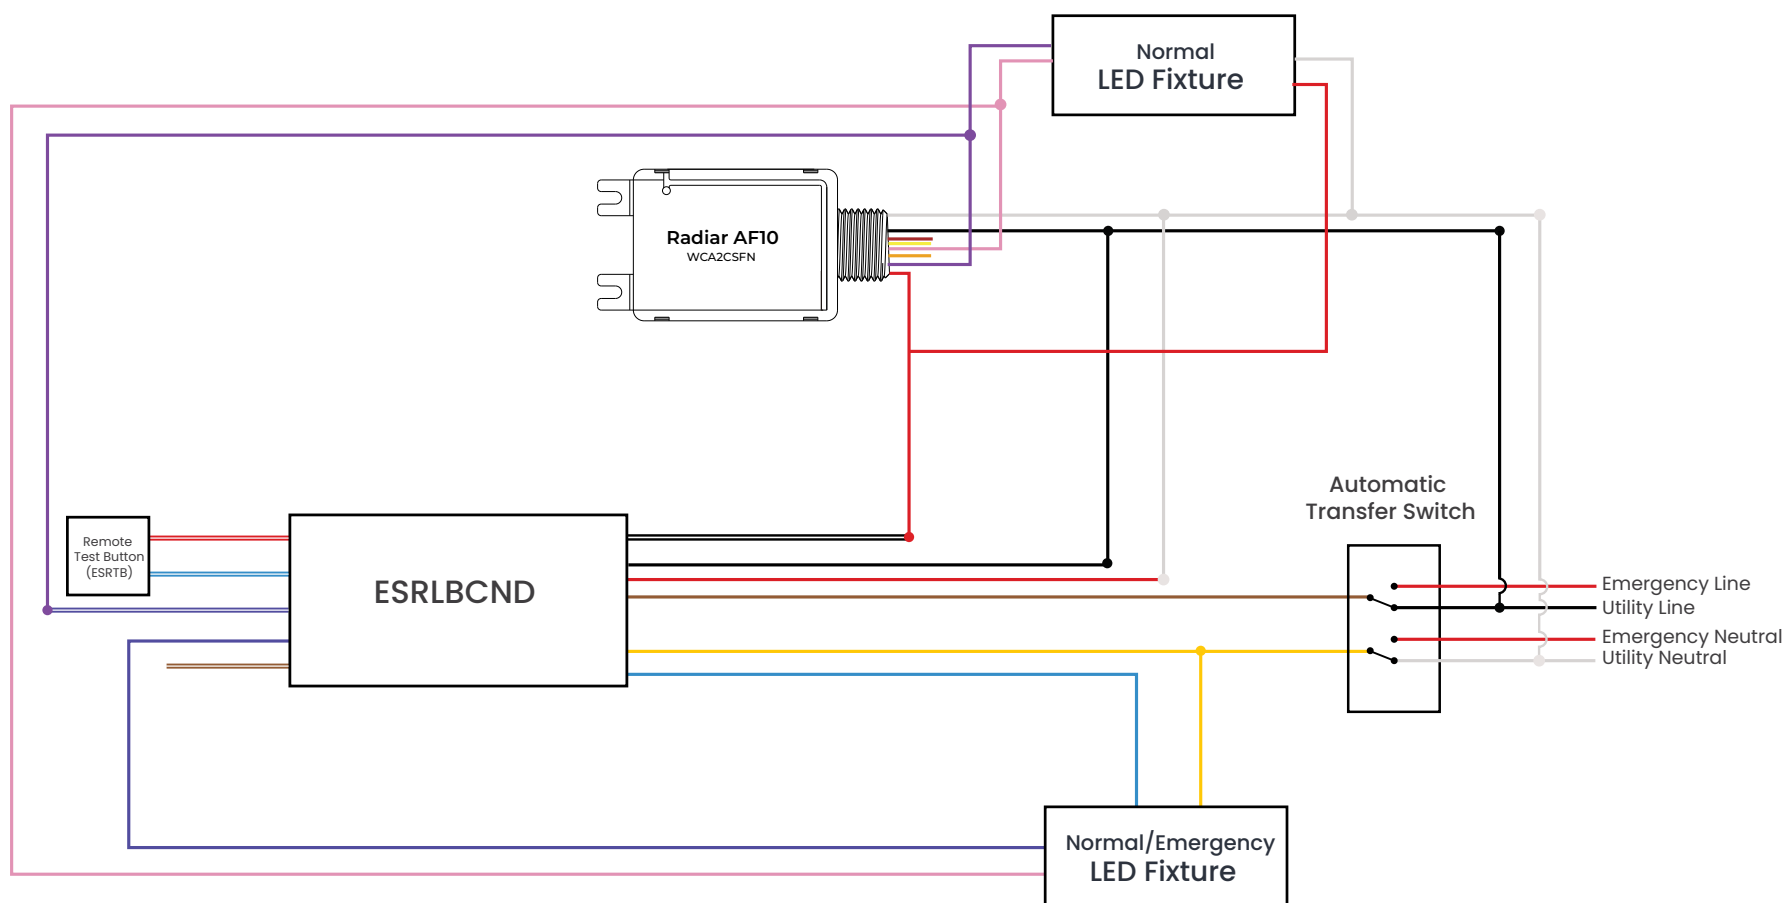 Normal
LED Fixture
Radiar AF10
WCA2CSFN
Automatic
Transfer Switch
Remote
Test Button
(ESRTB)
ESRLBCND
Emergency Line
Utility Line
Emergency Neutral
Utility Neutral
Normal/Emergency
LED Fixture